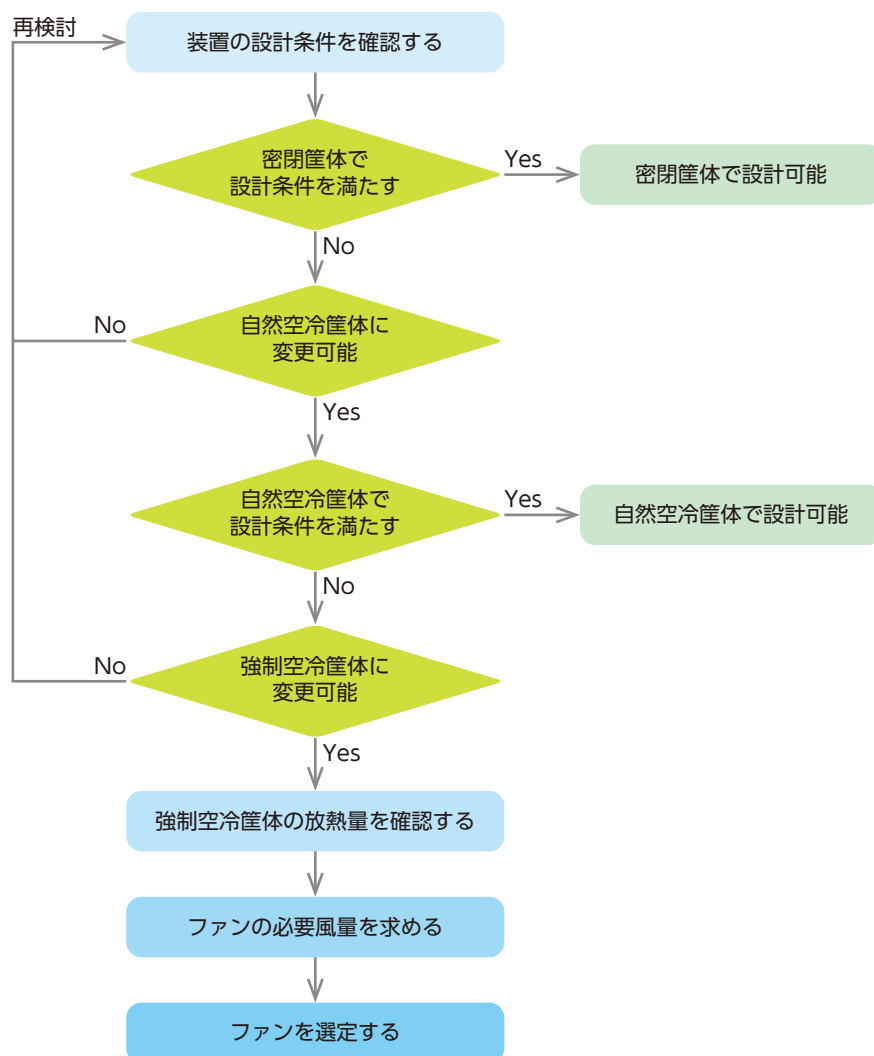 再検討
装置の設計条件を確認する
密閉筐体で
設計条件を満たす
Yes
密閉筐体で設計可能
No
自然空冷筐体に
変更可能
No
Yes
自然空冷筐体で
設計条件を満たす
Yes
自然空冷筐体で設計可能
No
強制空冷筐体に
変更可能
No
Yes
強制空冷筐体の放熱量を確認する
ファンの必要風量を求める
ファンを選定する